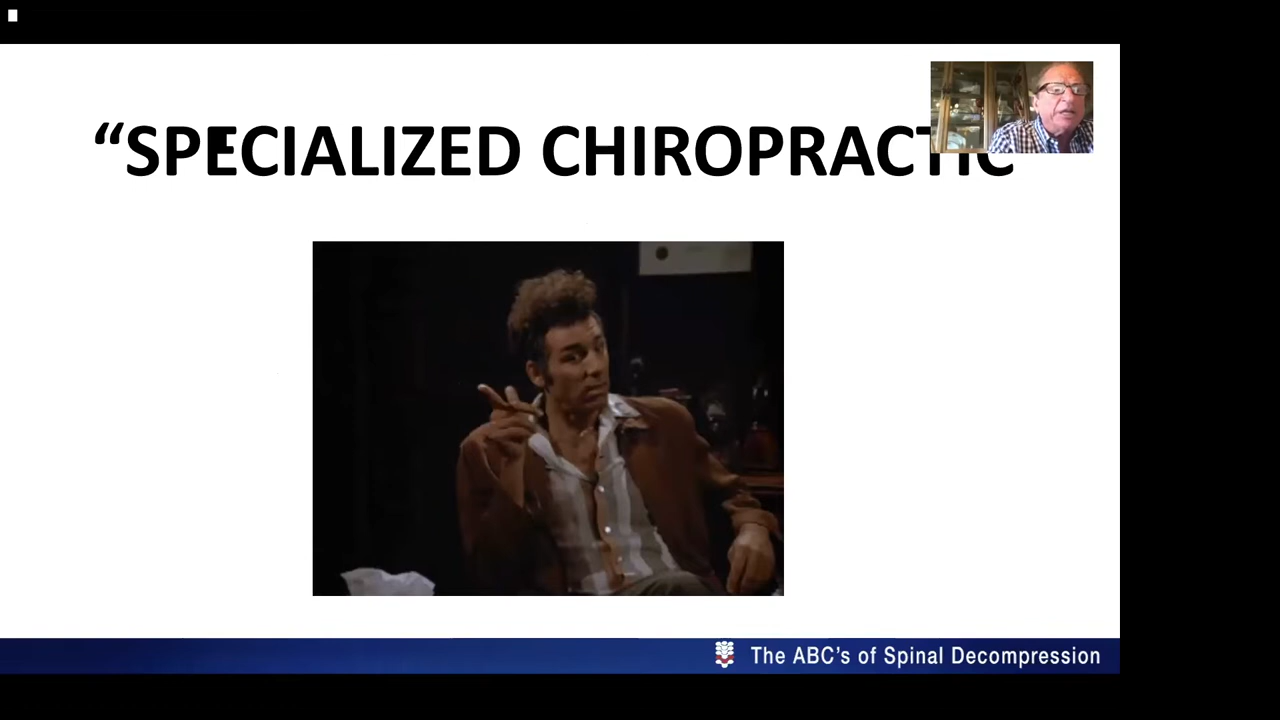 “SPECIALIZED CHIROPRACTIC
The ABC’s of Spinal Decompression